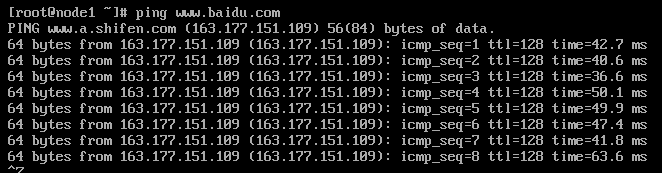 [root@node1 ~]# ping www.baidu.com
PING www.a.shifen.com (163.177.151.109) 56(84) bytes of data.
64 bytes from 163.177.151.109 (163.177.151.109): icmp_seq=1 ttl=128 time=42.7 ms
64 bytes from 163.177.151.109 (163.177.151.109): icmp_seq=2 ttl=128 time=40.6 ms
64 bytes from 163.177.151.109 (163.177.151.109): icmp_seq=3 ttl=128 time=36.6 ms
64 bytes from 163.177.151.109 (163.177.151.109): icmp_seq=4 ttl=128 time=50.1 ms
64 bytes from 163.177.151.109 (163.177.151.109): icmp_seq=5 ttl=128 time=49.9 ms
64 bytes from 163.177.151.109 (163.177.151.109): icmp_seq=6 ttl=128 time=47.4 ms
64 bytes from 163.177.151.109 (163.177.151.109): icmp_seq=7 ttl=128 time=41.8 ms
64 bytes from 163.177.151.109 (163.177.151.109): icmp_seq=8 ttl=128 time=63.6 ms